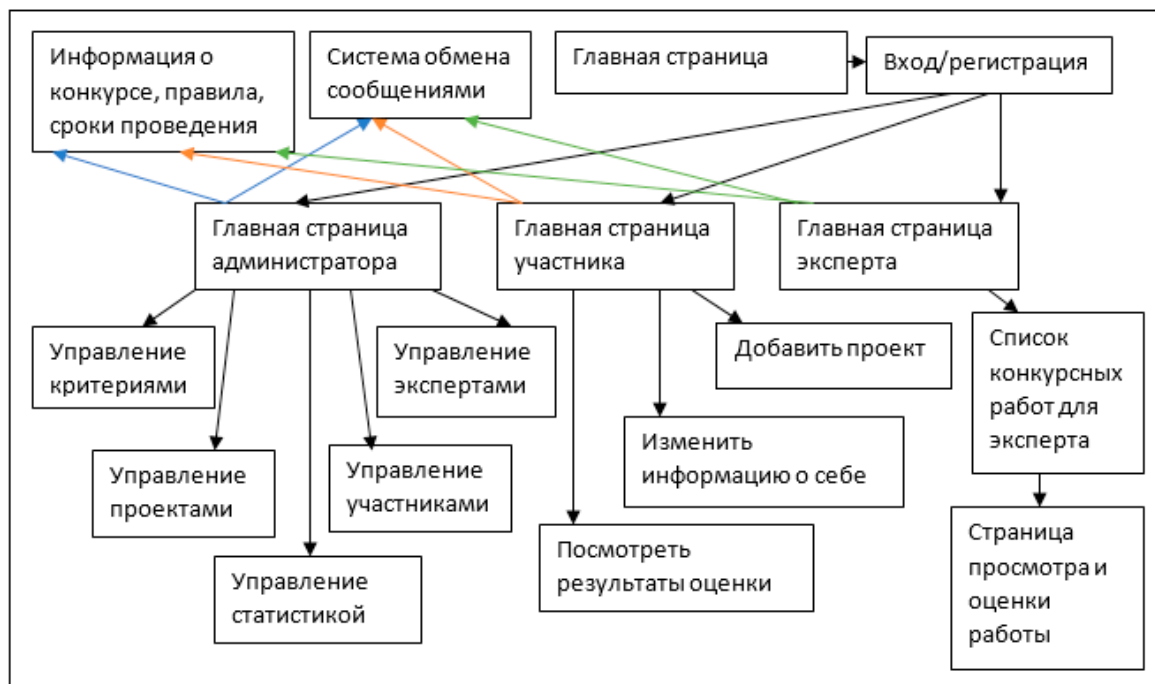 Информация о
конкурсе, правила,
сроки проведения
Система обмена
сообщениями
Главная страница
Вход/регистрация
Главная страница
администратора
Главная страница
участника
Главная страница
эксперта
Управление
критериями
Управление
экспертами
Добавить проект
Список
конкурсных
работ для
эксперта
Управление
проектами
Управление
участниками
Изменить
информацию о себе
Управление
статистикой
Посмотреть
результаты оценки
Страница
просмотра и
оценки
работы